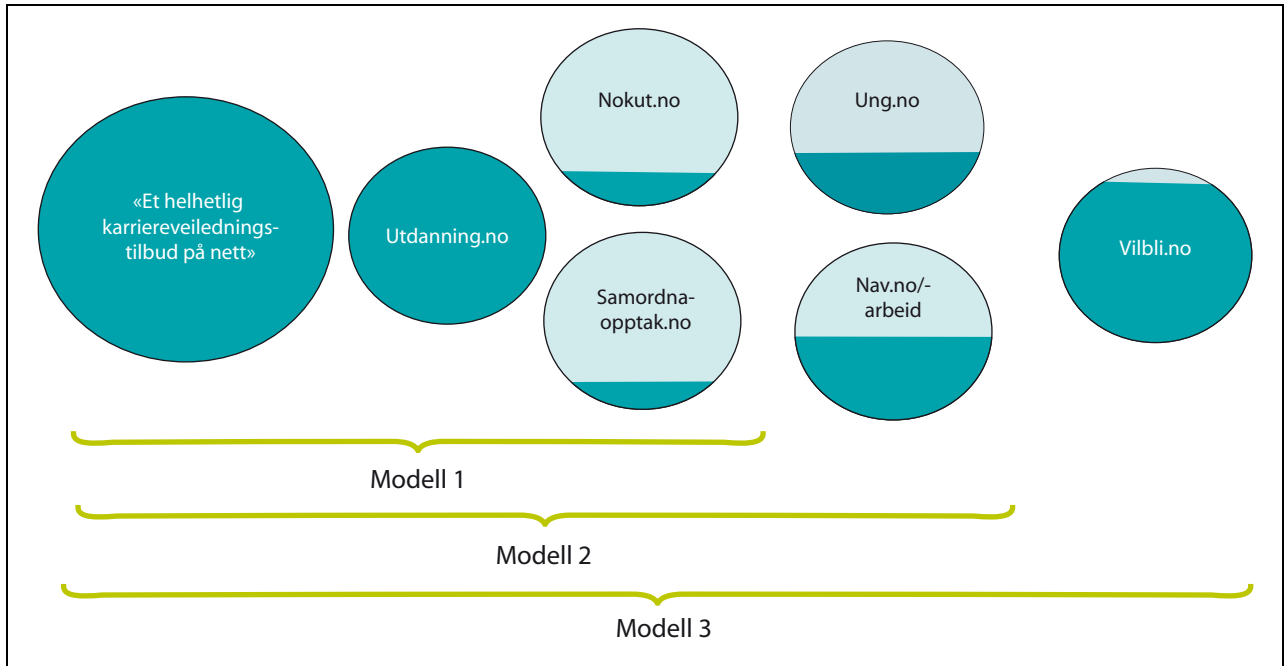 «Et helhetlig
karriereveilednings-
tilbud på nett»
Utdanning.no
Nokut.no
Samordna-
opptak.no
Ung.no
Nav.no/-
arbeid
Vilbli.no
Modell 1
Modell 2
Modell 3